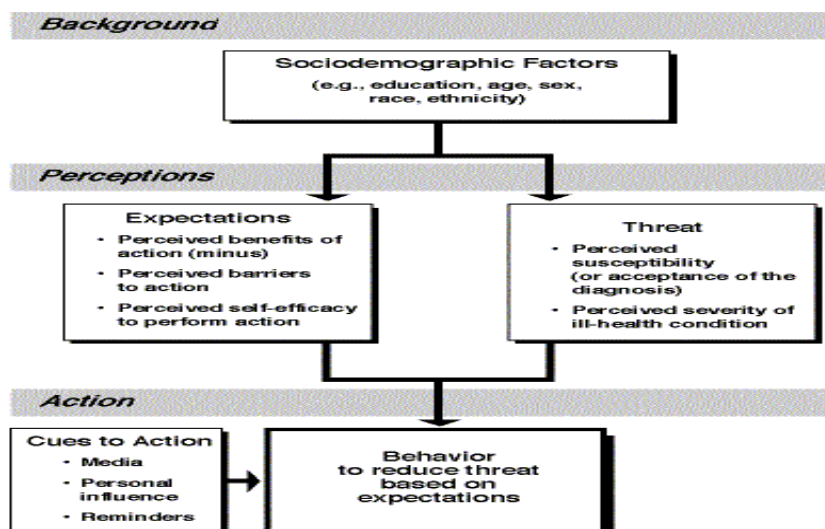 Background
Sociodemographic Factors
(e.g., education, age, sex,
race, ethnicity)
Perceptions
Expectations
• Perceived benefits of
action (minus)
• Perceived barriers
to action
• Perceived self-efficacy
to perform action
Threat
• Perceived
susceptibility
(or acceptance of the
diagnosis)
• Perceived severity of
ill-health condition
Action
Cues to Action
• Media
• Personal
influence
• Reminders
Behavior
to reduce threat
based on
expectations